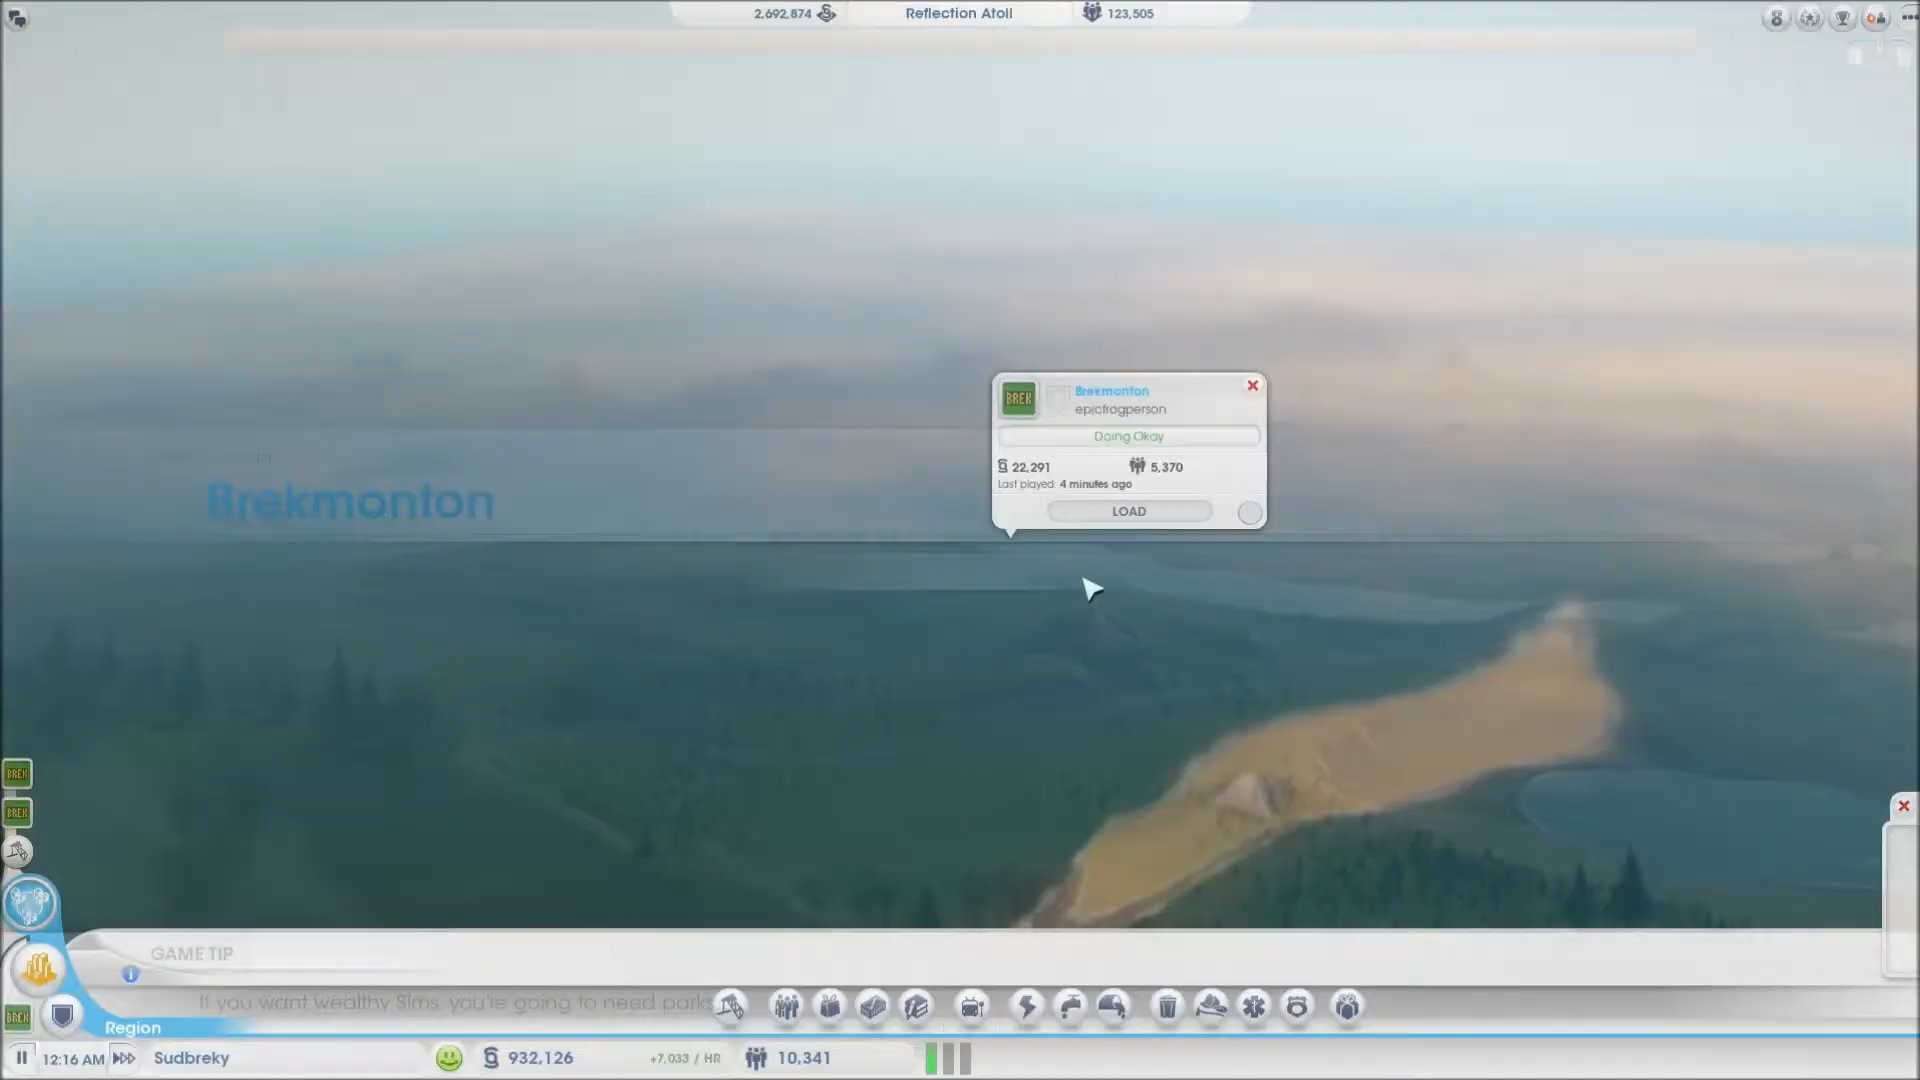 2,692,874
Reflection Atoll
123,505
BREK
Brekmonton
epicfrogperson
Doing Okay
22,291
5,370
Last played: 4 minutes ago
LOAD
Brekmonton
BREK
BREK
GAME TIP
If you want wealthy Sims, you're going to need parks
BREK
Region
12:16 AM
Sudbreky
932,126
+7,033 / HR
10,341